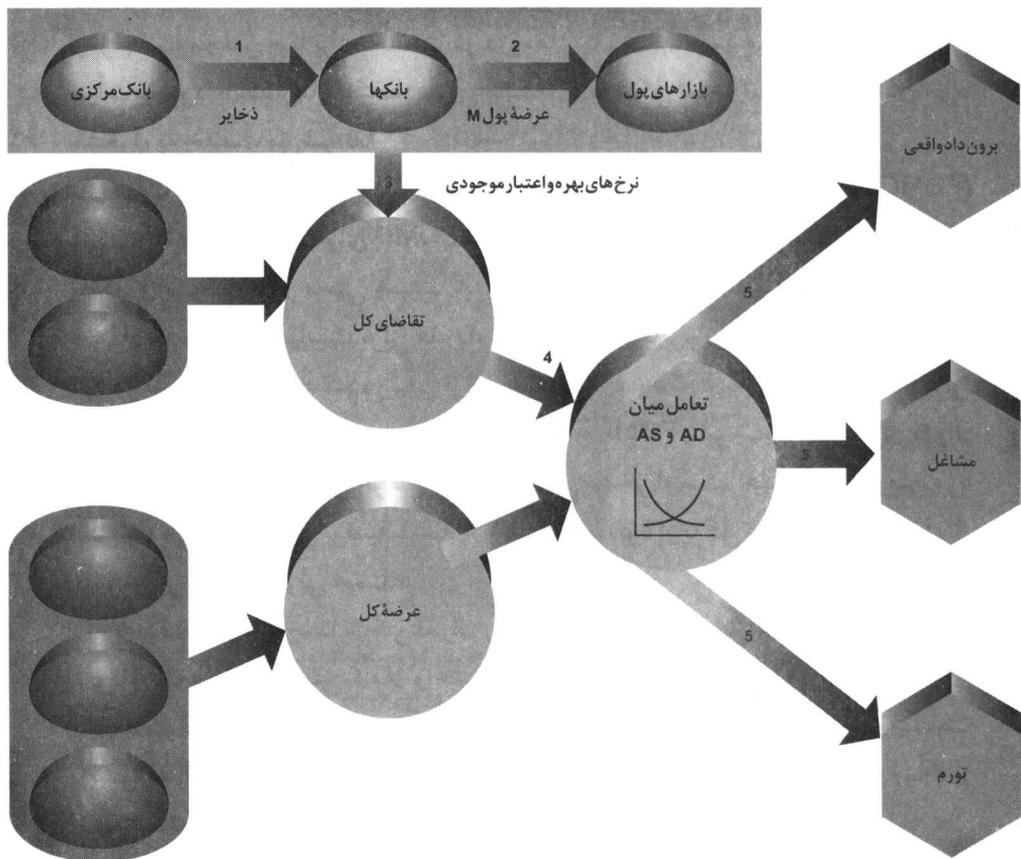 بانک مرکزی
1
ذخایر
بانکها
2
عرضهٔ پول M
بازارهای پول
3
نرخ‌های بهره و اعتبار موجودی
تقاضای کل
4
تعامل میان
AD و AS
عرضهٔ کل
5
برون داد واقعی
5
مشاغل
5
تورم